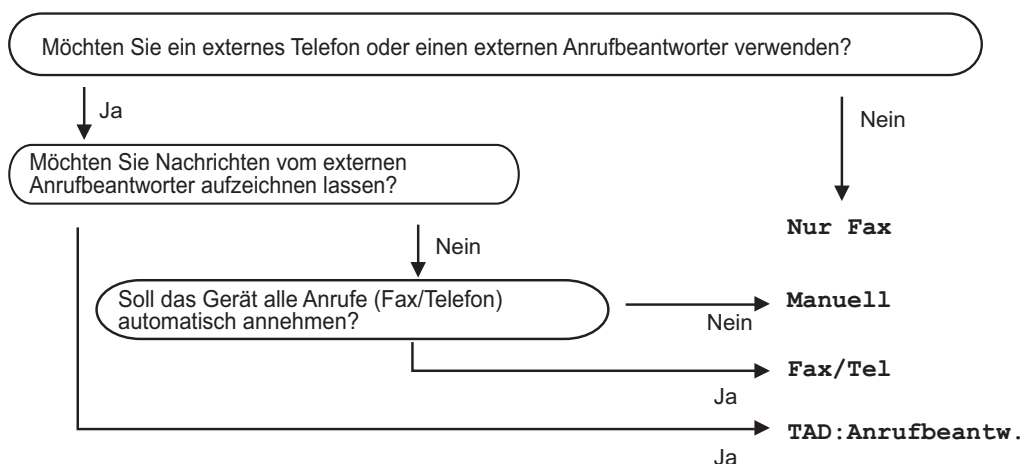 Möchten Sie ein externes Telefon oder einen externen Anrufbeantworter verwenden?
Ja
Nein
Möchten Sie Nachrichten vom externen
Anrufbeantworter aufzeichnen lassen?
Nur Fax
Nein
Soll das Gerät alle Anrufe (Fax/Telefon)
automatisch annehmen?
Nein
Manuell
Ja
Fax/Tel
Ja
TAD:Anrufbeantw.